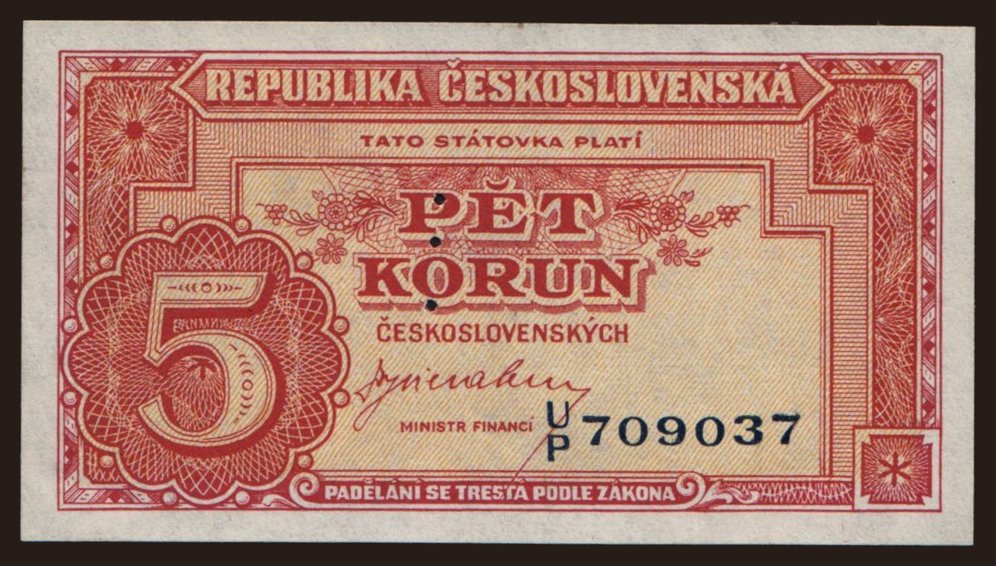 REPUBLIKA ČESKOSLOVENSKÁ
TATO STÁTOVKA PLATÍ
PĚT
KORUN
ČESKOSLOVENSKÝCH
5
MINISTR FINANCÍ
U/P 709037
PADĚLÁNÍ SE TRESTÁ PODLE ZÁKONA